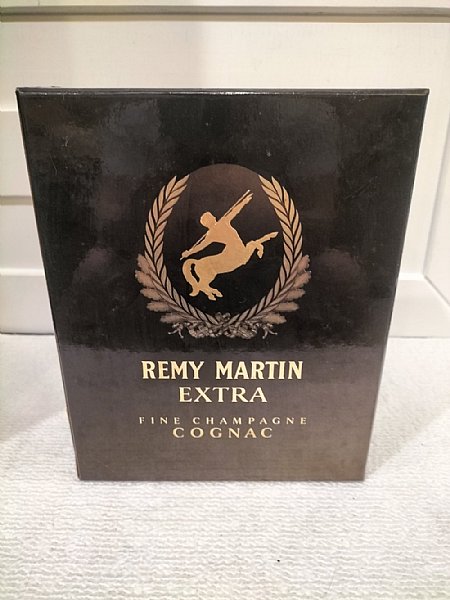 REMY MARTIN
EXTRA
FINE CHAMPAGNE
COGNAC